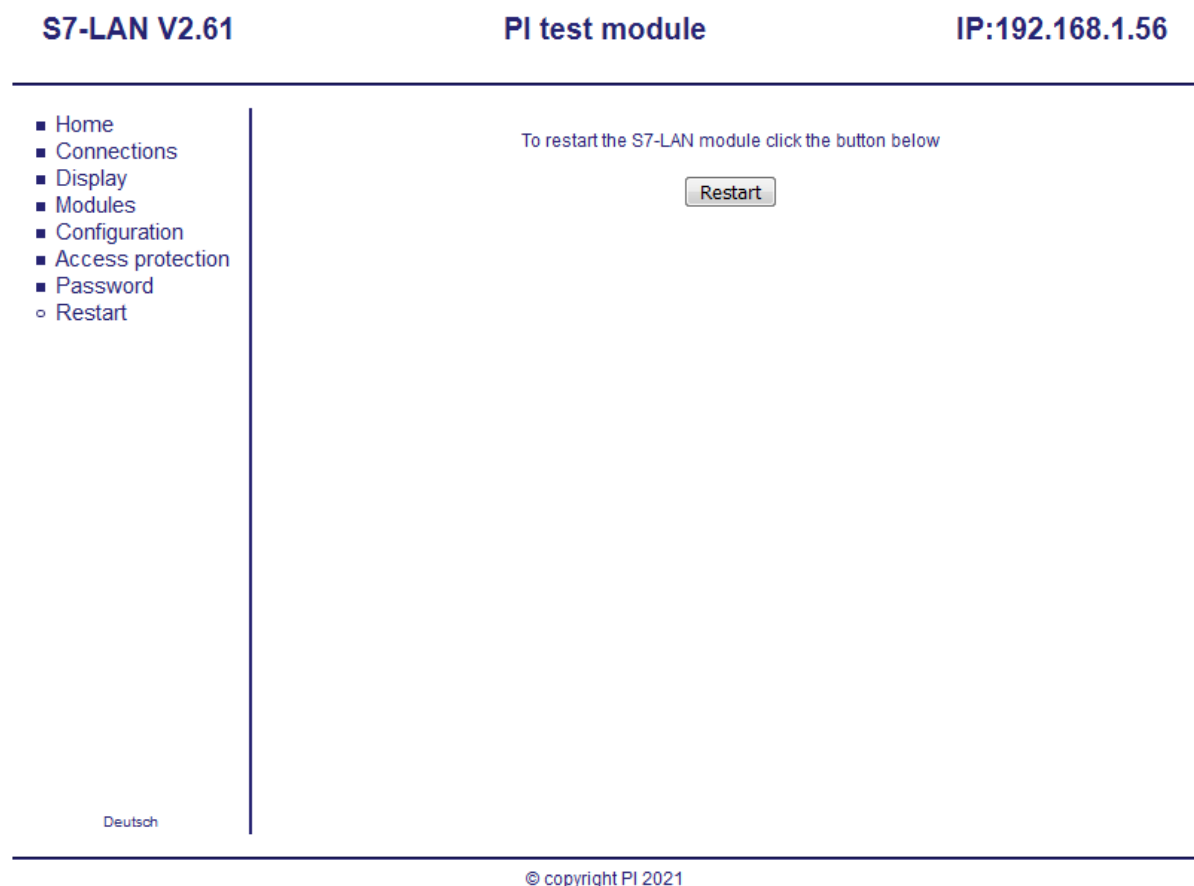 S7-LAN V2.61 PI test module IP:192.168.1.56
Home
Connections
Display
Modules
Configuration
Access protection
Password
Restart
To restart the S7-LAN module click the button below
Restart
Deutsch
© copyright PI 2021